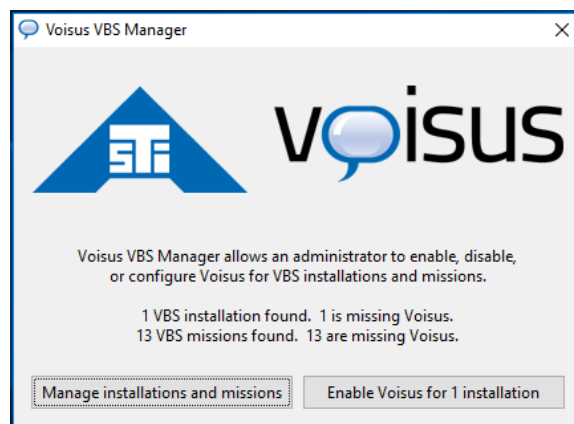 Voisus VBS Manager
STi
voisus
Voisus VBS Manager allows an administrator to enable, disable,
or configure Voisus for VBS installations and missions.
1 VBS installation found.  1 is missing Voisus.
13 VBS missions found.  13 are missing Voisus.
Manage installations and missions
Enable Voisus for 1 installation